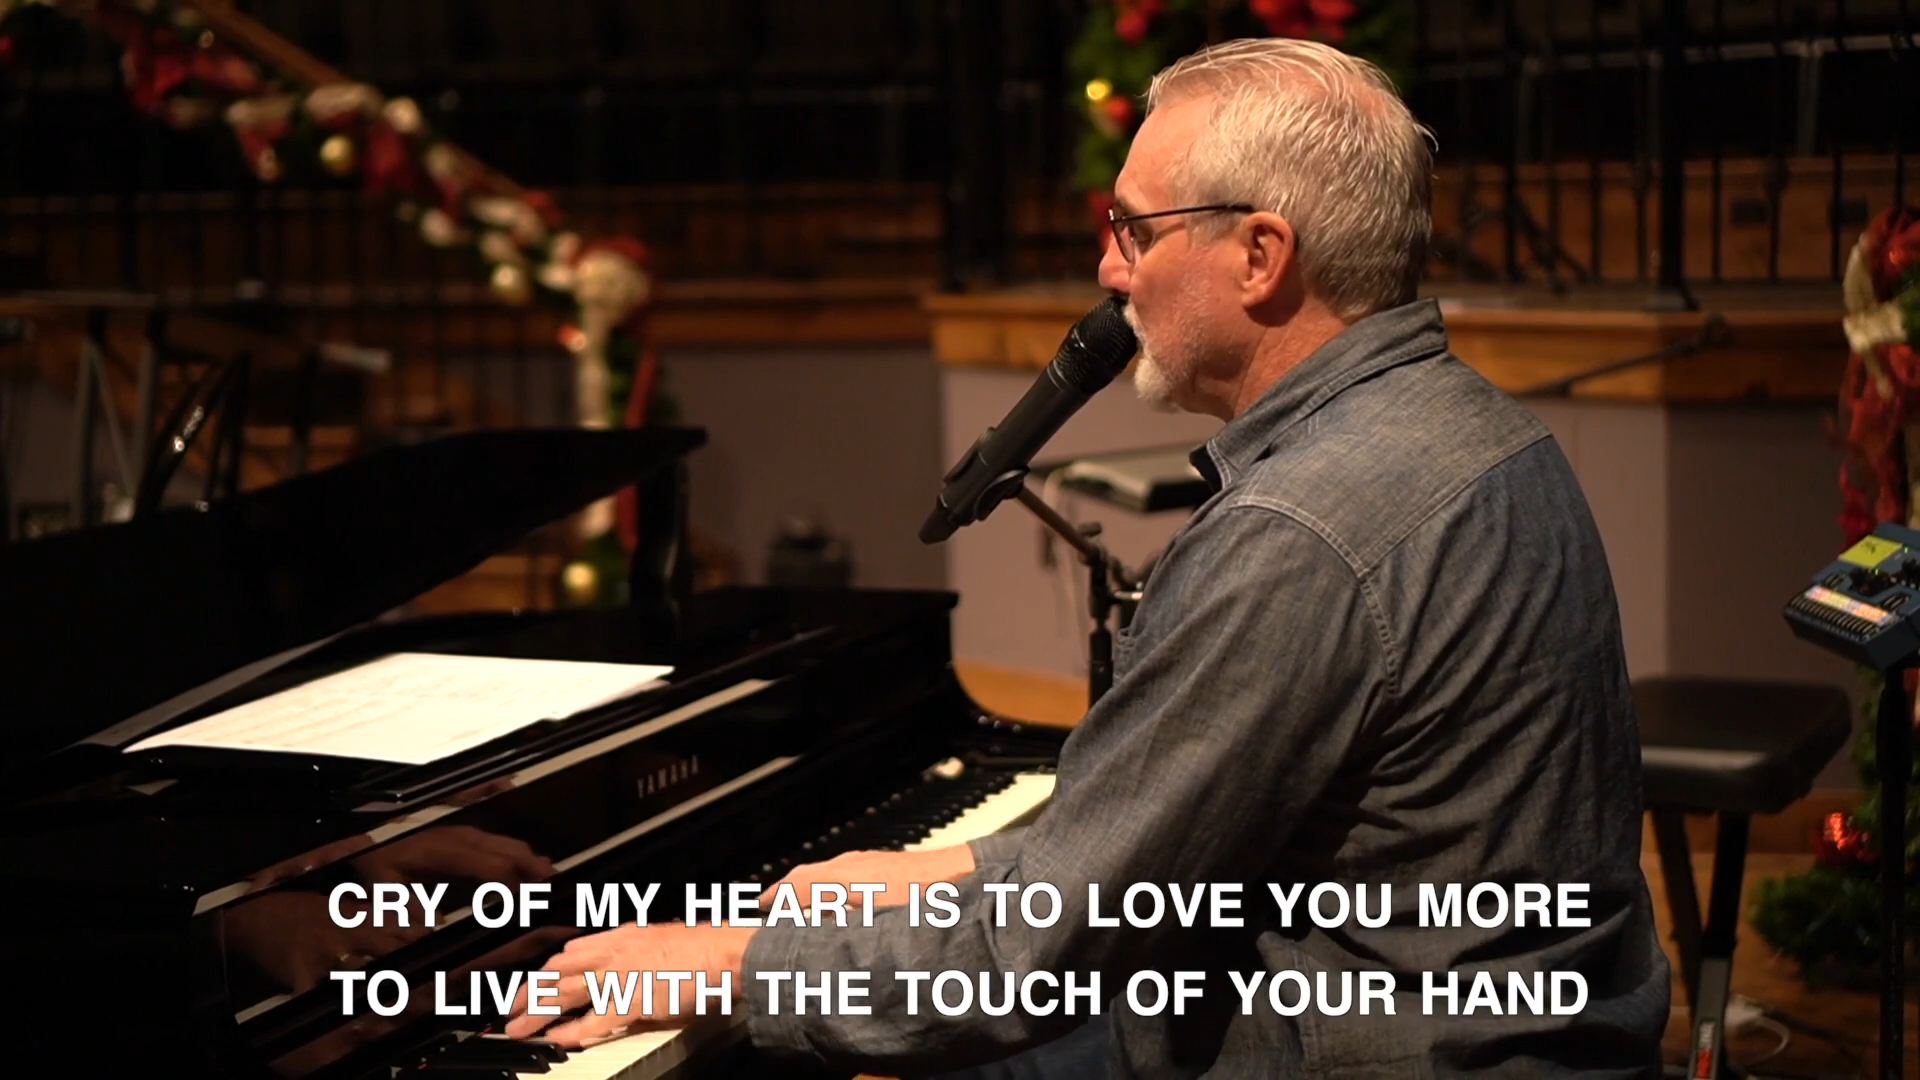 YAMAHA
CRY OF MY HEART IS TO LOVE YOU MORE
TO LIVE WITH THE TOUCH OF YOUR HAND